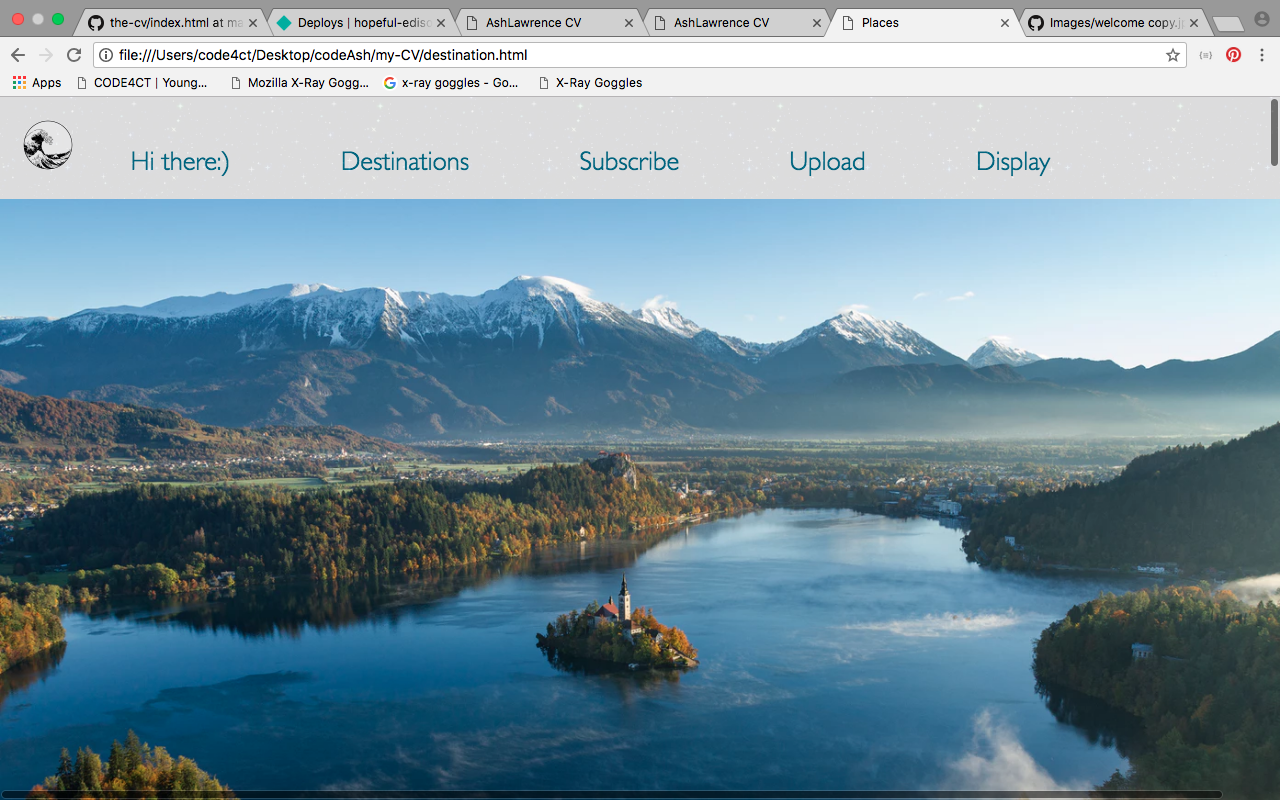 the-cv/index.html at ma
Deploys | hopeful-ediso
AshLawrence CV
AshLawrence CV
Places
Images/welcome copy.j
file:///Users/code4ct/Desktop/codeAsh/my-CV/destination.html
Apps
CODE4CT | Young...
Mozilla X-Ray Gogg...
x-ray goggles - Go...
X-Ray Goggles
Hi there:)
Destinations
Subscribe
Upload
Display